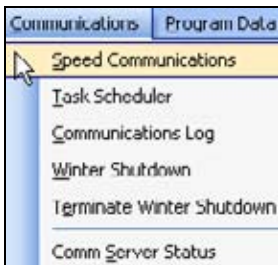 Communications Program Data
Speed Communications
Task Scheduler
Communications Log
Winter Shutdown
Terminate Winter Shutdown
Comm Server Status